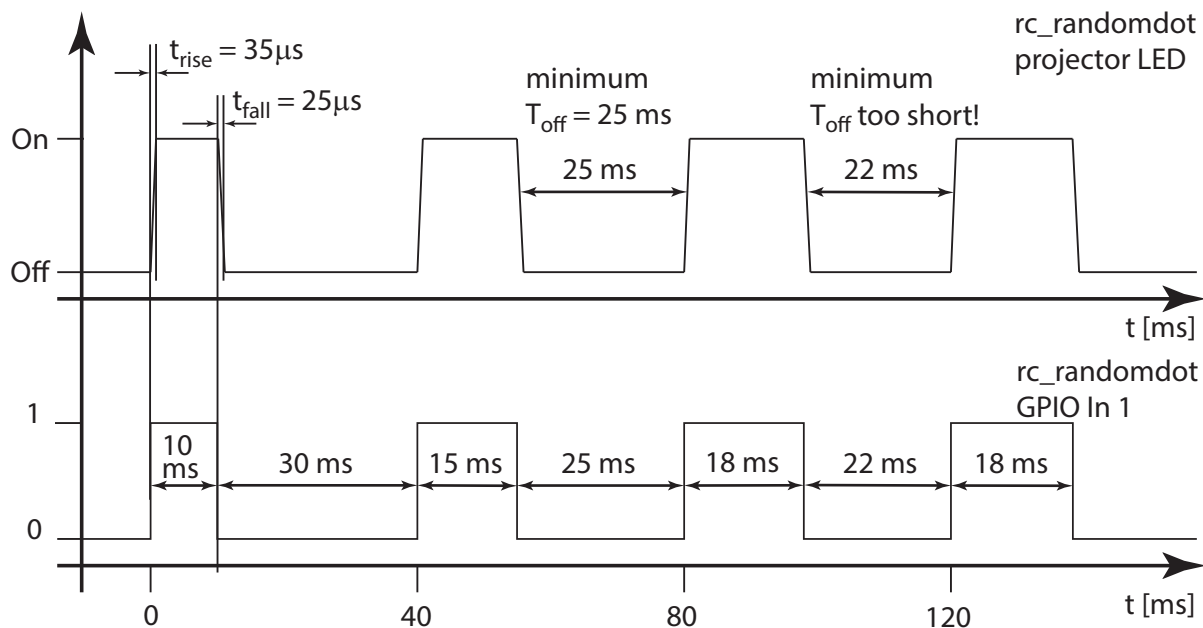 rc_randomdot
projector LED
t_rise = 35μs
t_fall = 25μs
minimum
T_off = 25 ms
minimum
T_off too short!
On
25 ms
22 ms
Off
t [ms]
rc_randomdot
GPIO In 1
1
10
ms
30 ms
15 ms
25 ms
18 ms
22 ms
18 ms
0
0
40
80
120
t [ms]